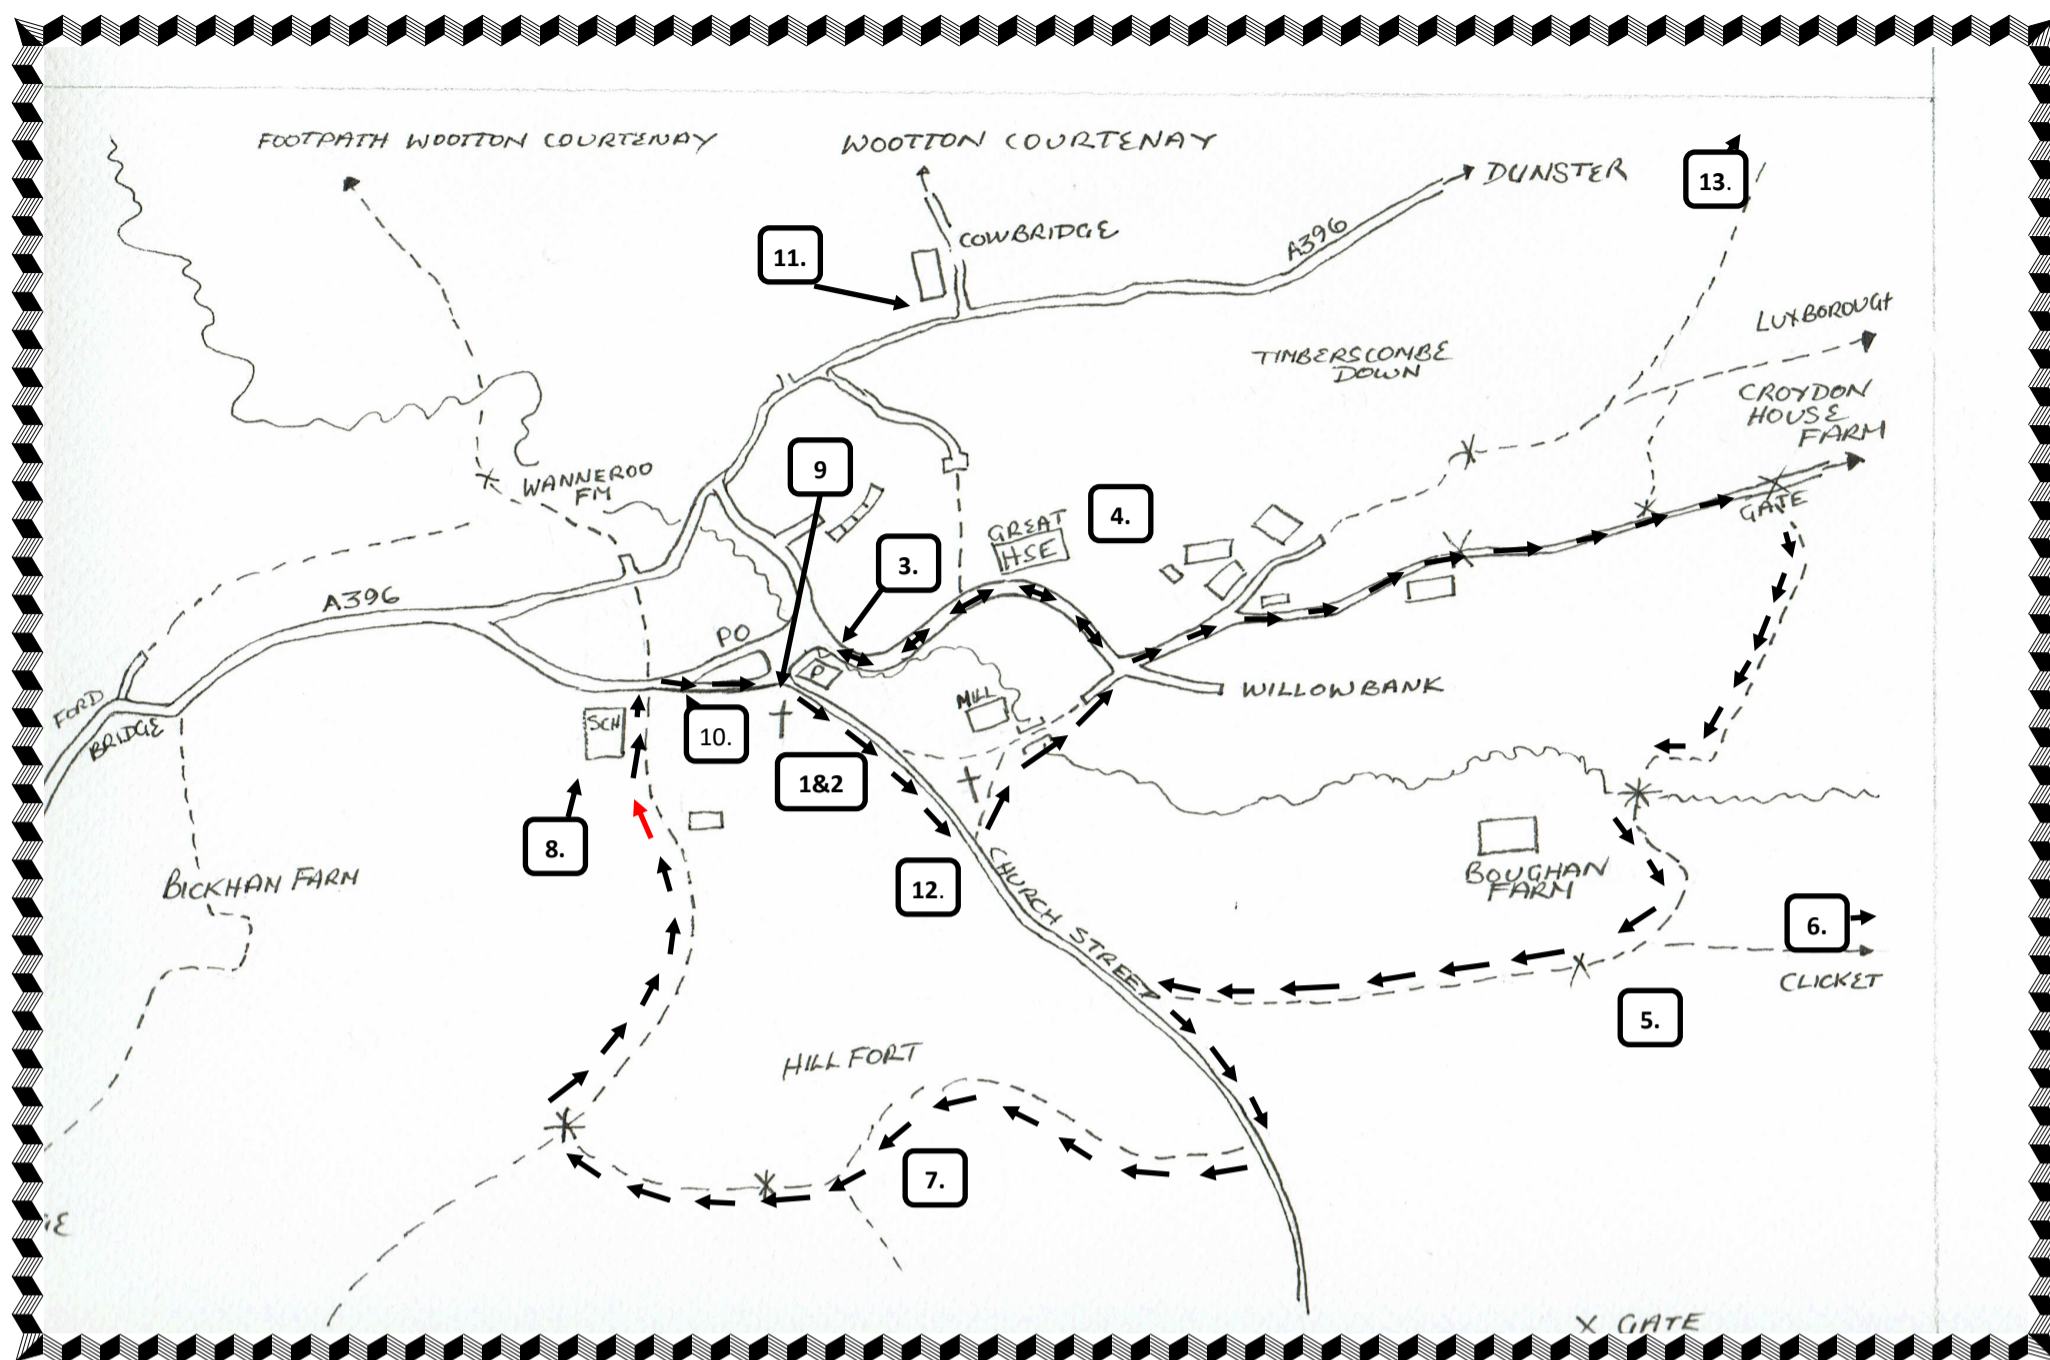 FOOTPATH WOOTTON COURTENAY
WOOTTON COURTENAY
DUNSTER
13.
COWBRIDGE
11.
A396
LUXBOROUGH
TIMBERSCOMBE
DOWN
CROYDON
HOUSE
FARM
9
WANNEROO
FM
GATE
GREAT
HSE
4.
3.
A396
PO
P
FORD
BRIDGE
SCH
10.
MILL
WILLOWBANK
1&2
8.
12.
BICKHAN FARM
CHURCH STREET
BOUGHAN
FARM
6.
CLICKET
5.
HILL FORT
7.
X GATE